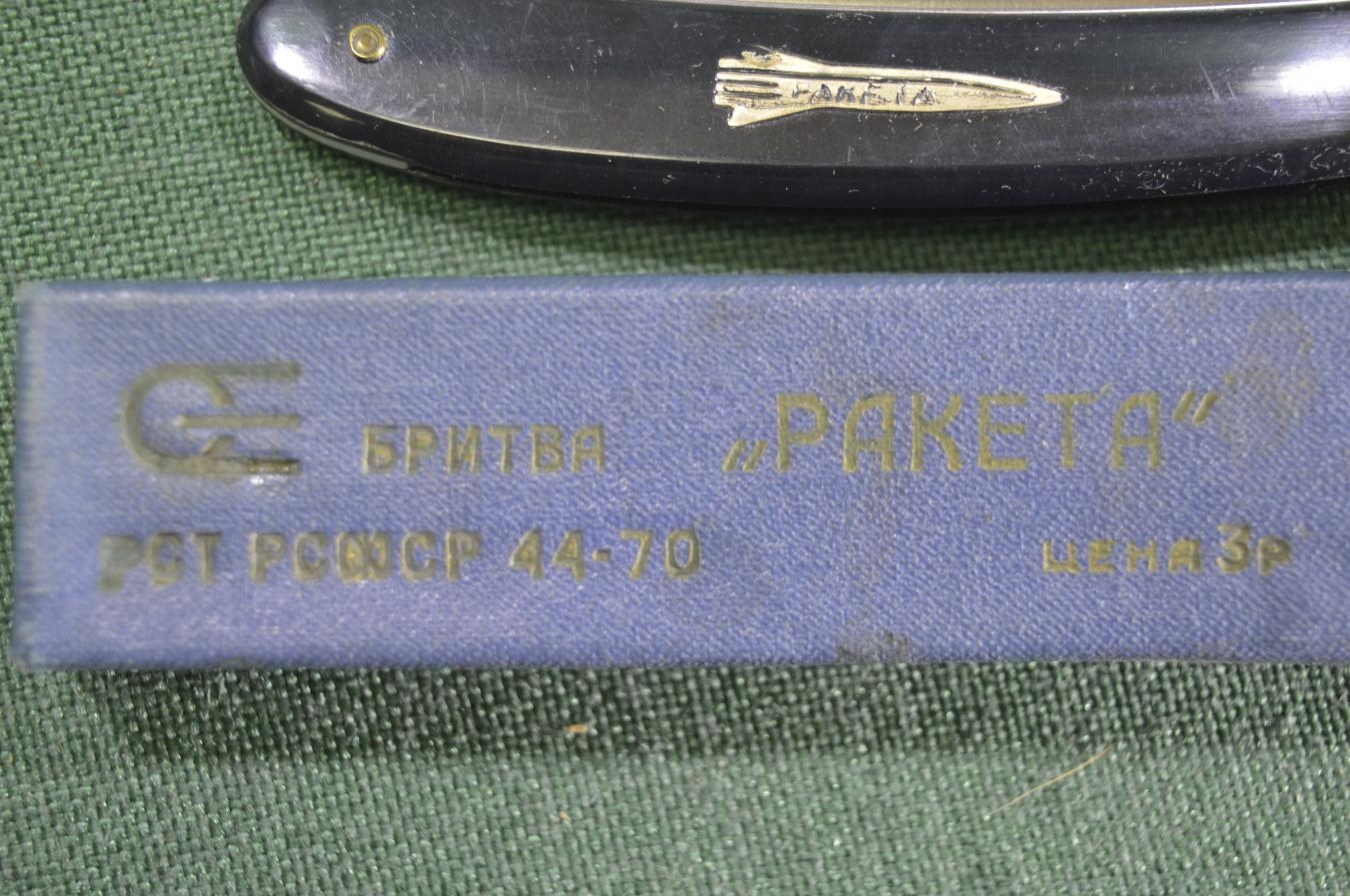 РАКЕТА
БРИТВА „РАКЕТА“
РСТ РСФСР 44-70
ЦЕНА 3Р